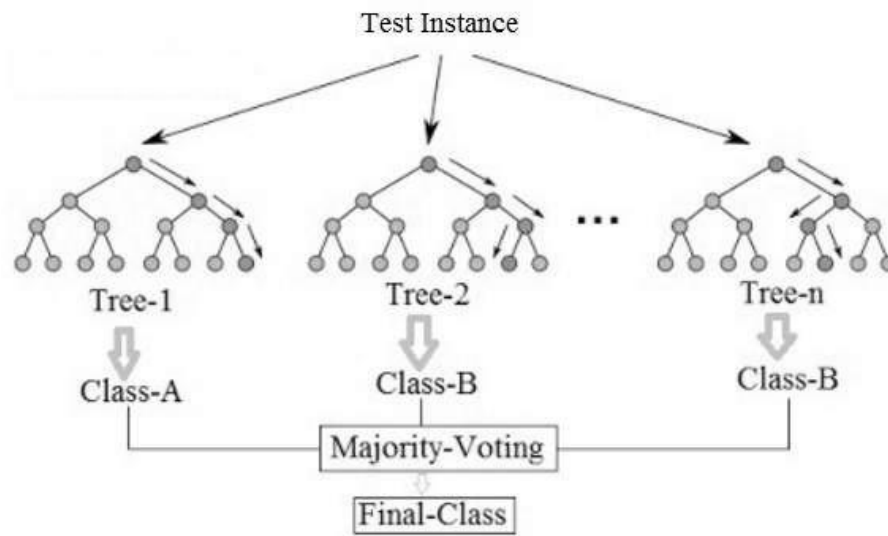 Test Instance
...
Tree-1
Tree-2
Tree-n
Class-A
Class-B
Class-B
Majority-Voting
Final-Class